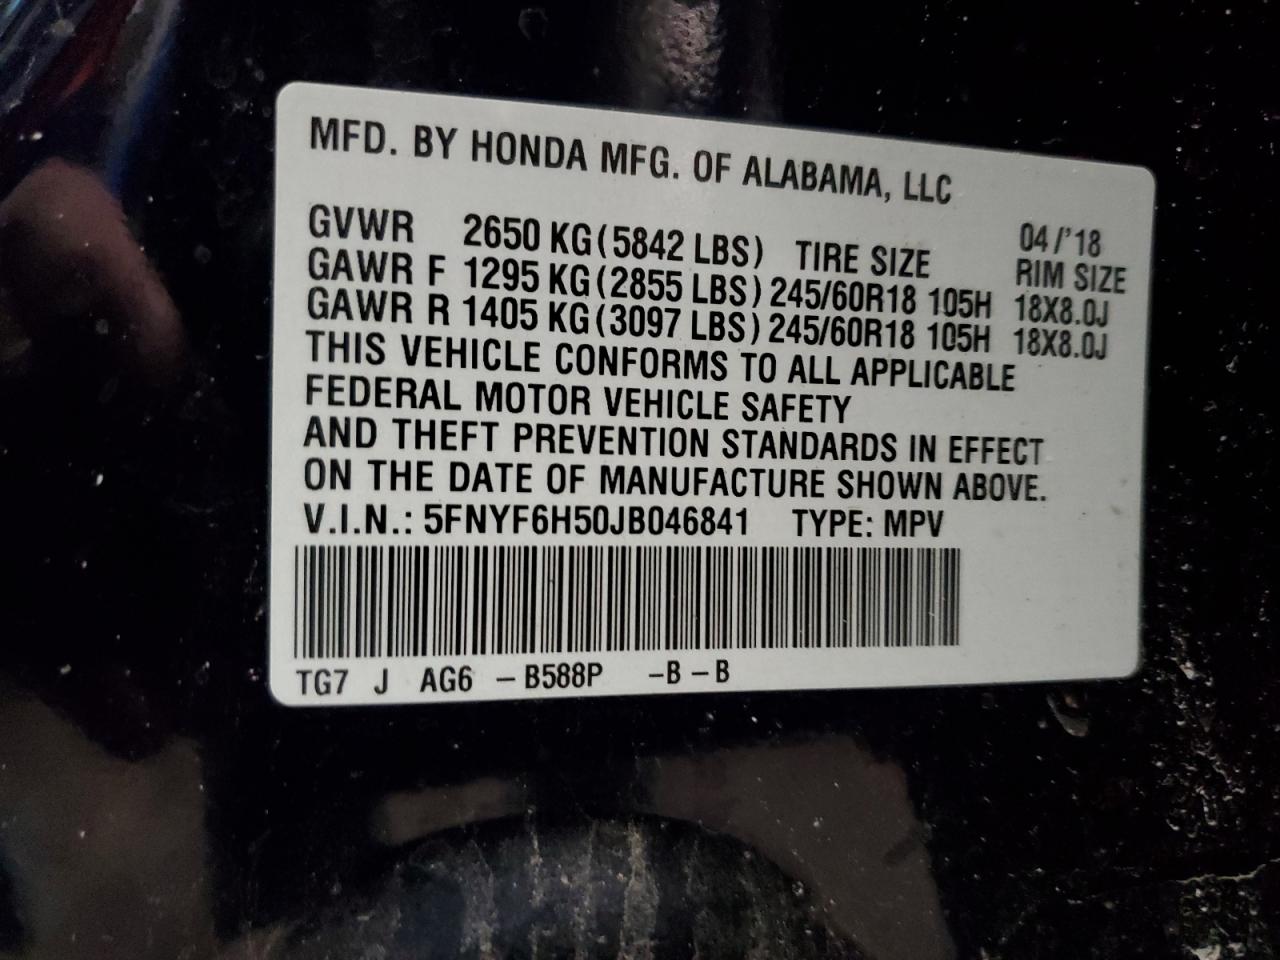 MFD. BY HONDA MFG. OF ALABAMA, LLC
04/'18
GVWR 2650 KG (5842 LBS) TIRE SIZE RIM SIZE
GAWR F 1295 KG (2855 LBS) 245/60R18 105H 18X8.0J
GAWR R 1405 KG (3097 LBS) 245/60R18 105H 18X8.0J
THIS VEHICLE CONFORMS TO ALL APPLICABLE
FEDERAL MOTOR VEHICLE SAFETY
AND THEFT PREVENTION STANDARDS IN EFFECT
ON THE DATE OF MANUFACTURE SHOWN ABOVE.
V.I.N.: 5FNYF6H50JB046841 TYPE: MPV
TG7 J AG6 – B588P –B – B